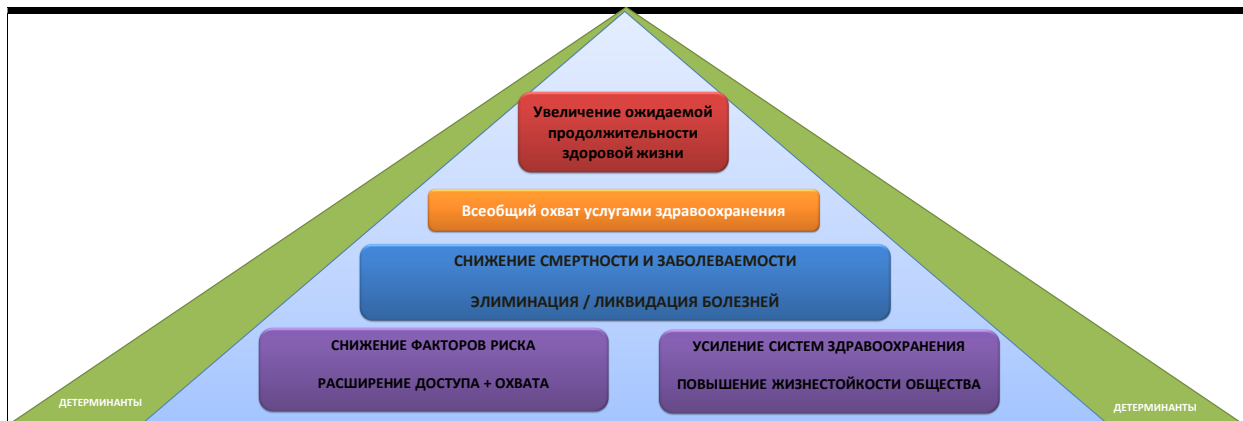 Увеличение ожидаемой
продолжительности
здоровой жизни
Всеобщий охват услугами здравоохранения
СНИЖЕНИЕ СМЕРТНОСТИ И ЗАБОЛЕВАЕМОСТИ
ЭЛИМИНАЦИЯ / ЛИКВИДАЦИЯ БОЛЕЗНЕЙ
СНИЖЕНИЕ ФАКТОРОВ РИСКА
РАСШИРЕНИЕ ДОСТУПА + ОХВАТА
УСИЛЕНИЕ СИСТЕМ ЗДРАВООХРАНЕНИЯ
ПОВЫШЕНИЕ ЖИЗНЕСТОЙКОСТИ ОБЩЕСТВА
ДЕТЕРМИНАНТЫ
ДЕТЕРМИНАНТЫ